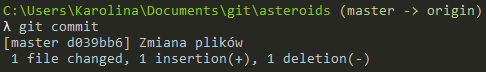 C:\Users\Karolina\Documents\git\asteroids (master -> origin)
λ git commit
[master d039bb6] Zmiana plików
1 file changed, 1 insertion(+), 1 deletion(-)